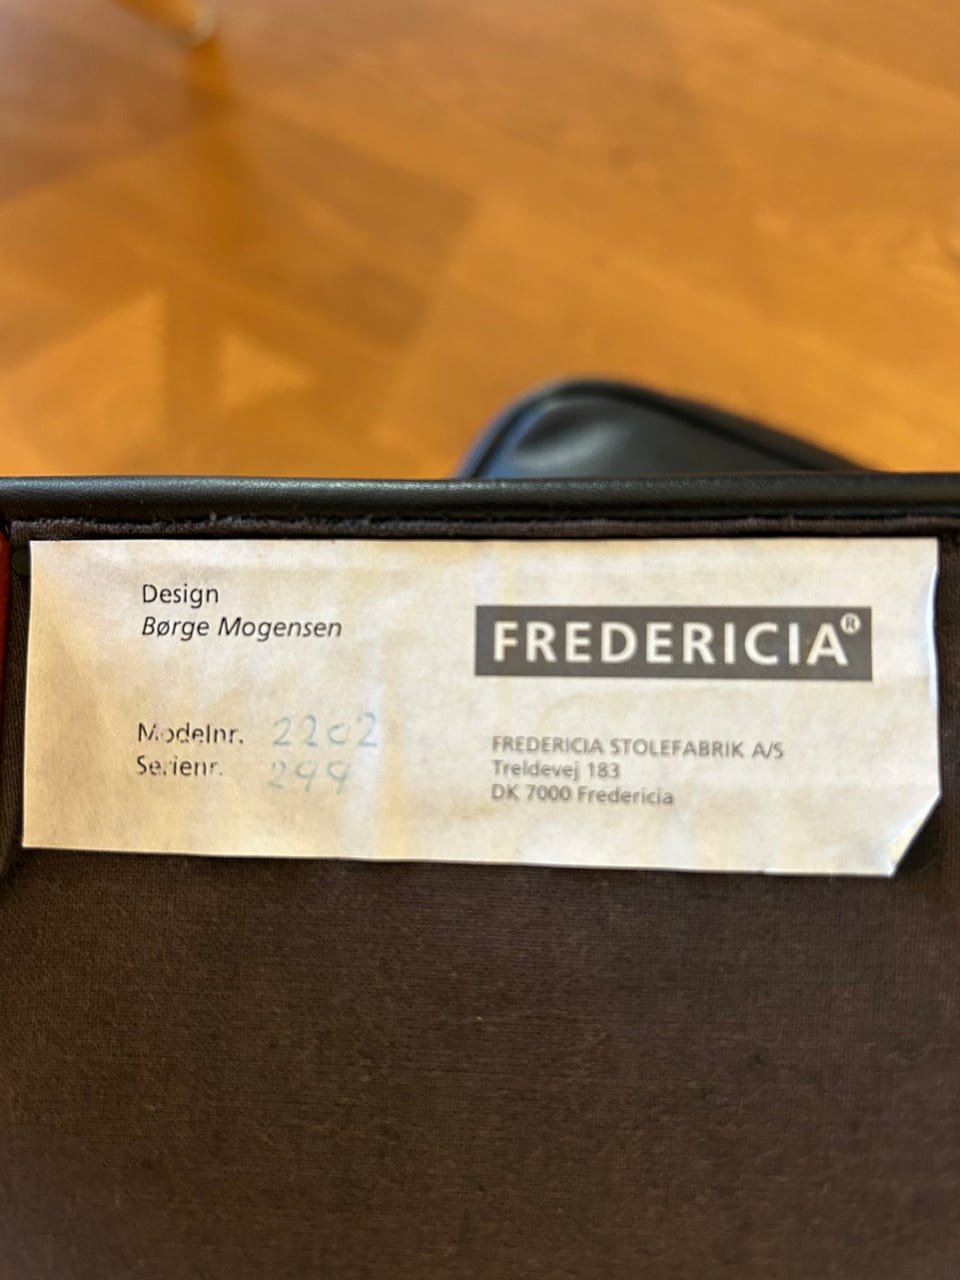 Design
Børge Mogensen
Modelnr. 2202
Serienr. 299
FREDERICIA®
FREDERICIA STOLEFABRIK A/S
Treldevej 183
DK 7000 Fredericia